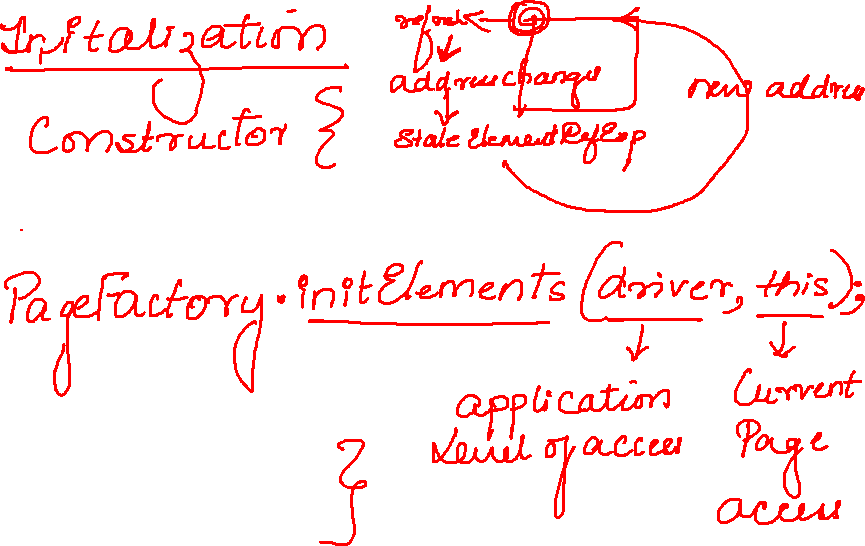 Initalization
refresh
address change
new address
Constructor {
Stale Element Ref Exp
PageFactory.initElements(driver, this);
application Current
Level of access Page
access
}